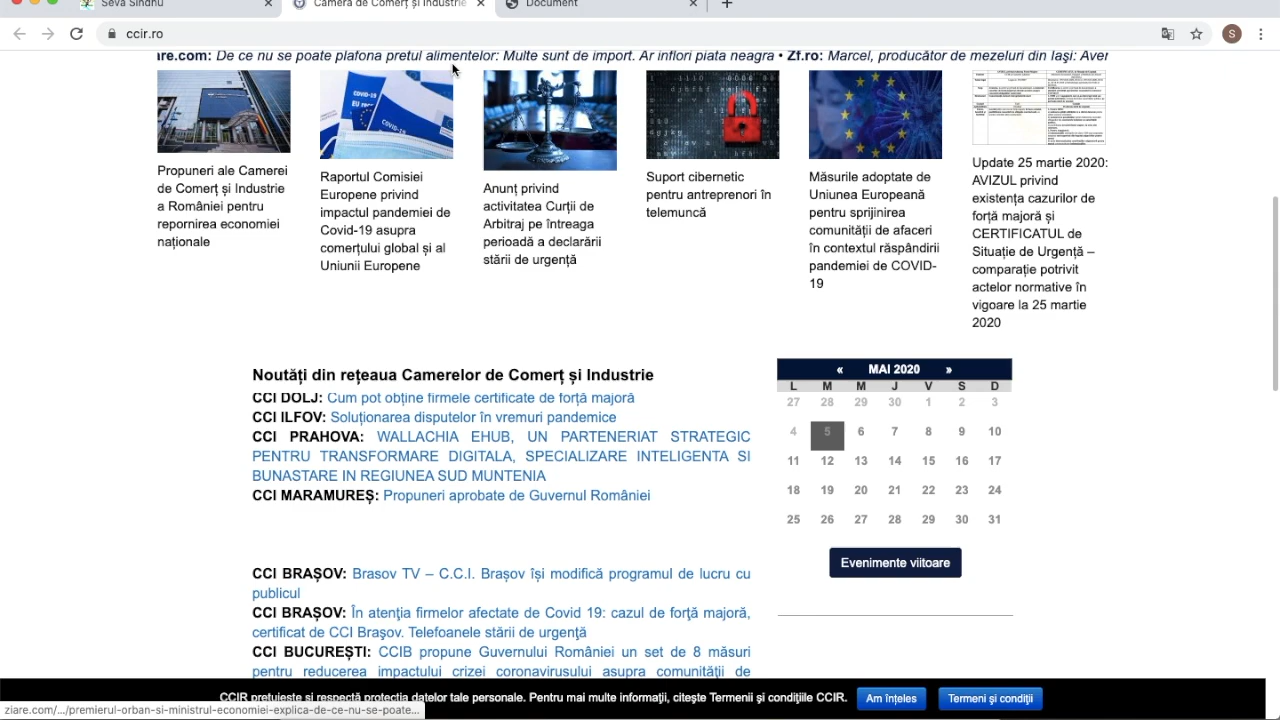 Seva Sindhu
Camera de Comerț și Industrie
Document
ccir.ro
S
are.com: De ce nu se poate plafona prețul alimentelor: Multe sunt de import. Ar inflori piata neagra • Zf.ro: Marcel, producător de mezeluri din Iaşi: Aver
Propuneri ale Camerei
de Comerț și Industrie
a României pentru
repornirea economiei
naționale
Raportul Comisiei
Europene privind
impactul pandemiei de
Covid-19 asupra
comerțului global și al
Uniunii Europene
Anunț privind
activitatea Curții de
Arbitraj pe întreaga
perioadă a declarării
stării de urgență
Suport cibernetic
pentru antreprenori în
telemuncă
Măsurile adoptate de
Uniunea Europeană
pentru sprijinirea
comunității de afaceri
în contextul răspândirii
pandemiei de COVID-
19
Update 25 martie 2020:
AVIZUL privind
existența cazurilor de
forță majoră și
CERTIFICATUL de
Situație de Urgență –
comparație potrivit
actelor normative în
vigoare la 25 martie
2020
Noutăți din rețeaua Camerelor de Comerț și Industrie
CCI DOLJ: Cum pot obține firmele certificate de forță majoră
CCI ILFOV: Soluționarea disputelor în vremuri pandemice
CCI PRAHOVA: WALLACHIA EHUB, UN PARTENERIAT STRATEGIC
PENTRU TRANSFORMARE DIGITALA, SPECIALIZARE INTELIGENTA SI
BUNASTARE IN REGIUNEA SUD MUNTENIA
CCI MARAMUREȘ: Propuneri aprobate de Guvernul României
CCI BRAȘOV: Brasov TV – C.C.I. Brașov își modifică programul de lucru cu
publicul
CCI BRAȘOV: În atenţia firmelor afectate de Covid 19: cazul de forţă majoră,
certificat de CCI Braşov. Telefoanele stării de urgenţă
CCI BUCUREȘTI: CCIB propune Guvernului României un set de 8 măsuri
pentru reducerea impactului crizei coronavirusului asupra comunităţii de
« MAI 2020 »
L M M J V S D
27 28 29 30 1 2 3
4 5 6 7 8 9 10
11 12 13 14 15 16 17
18 19 20 21 22 23 24
25 26 27 28 29 30 31
Evenimente viitoare
CCIR prețuiește și respectă protecția datelor tale personale. Pentru mai multe informaţii, citeşte Termenii şi condiţiile CCIR.
Am înțeles
Termeni şi condiţii
ziare.com/.../premierul-orban-si-ministrul-economiei-explica-de-ce-nu-se-poate...